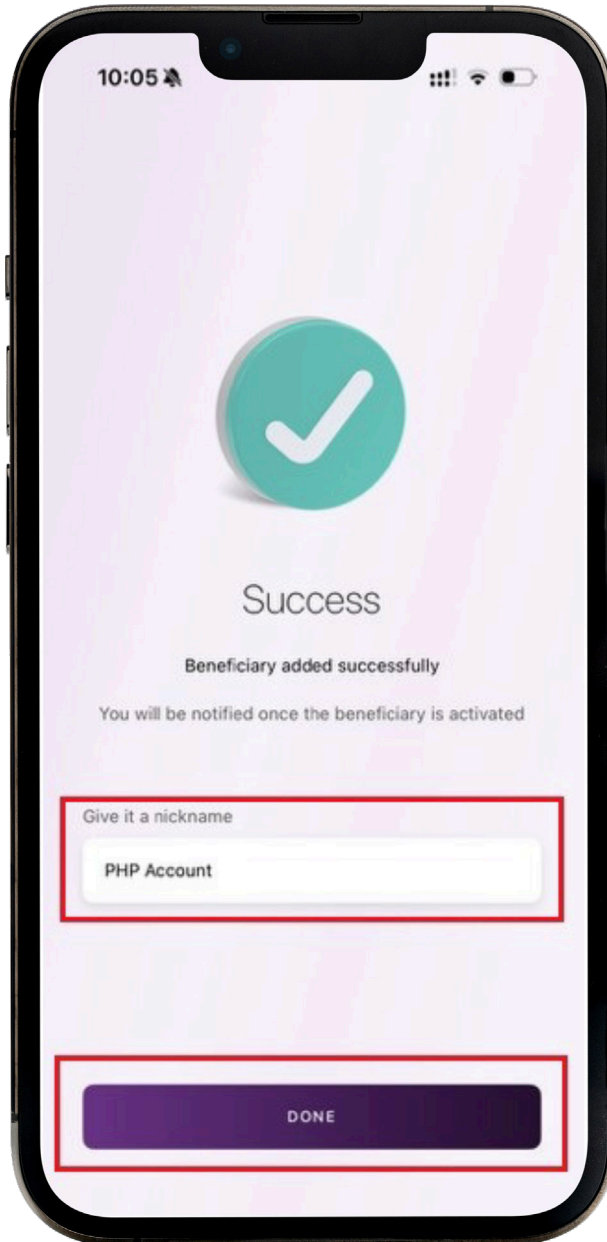 10:05
Success
Beneficiary added successfully
You will be notified once the beneficiary is activated
Give it a nickname
PHP Account
DONE